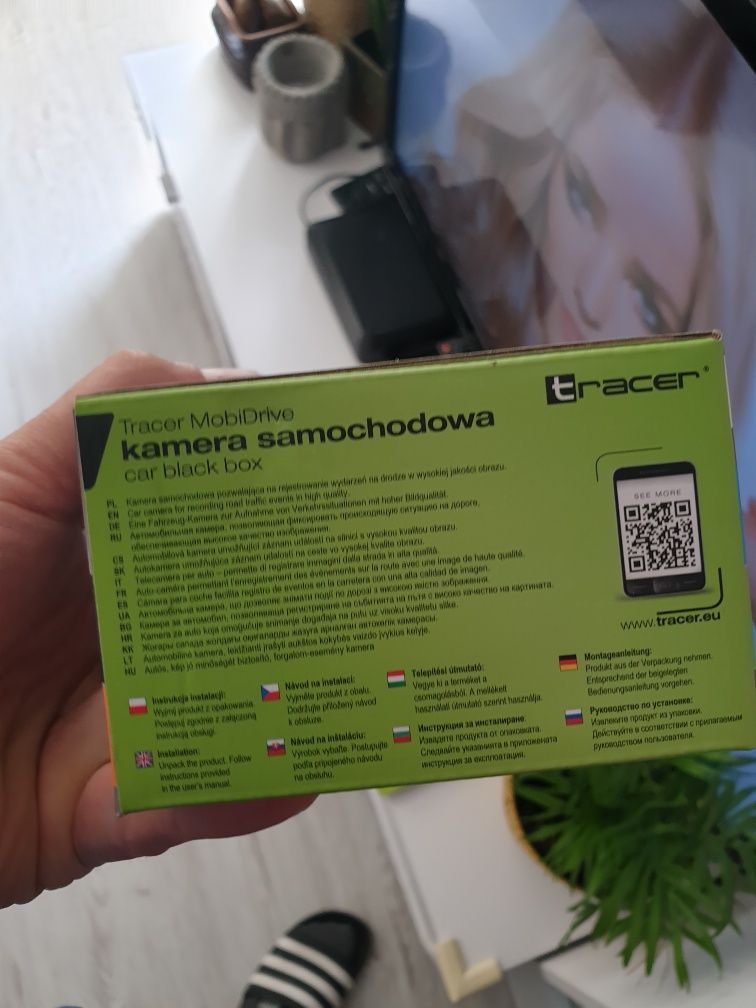 tracer®
Tracer MobiDrive
kamera samochodowa
car black box
PL Kamera samochodowa pozwalająca na rejestrowanie wydarzeń na drodze w wysokiej jakości obrazu.
EN Car camera for recording road traffic events in high quality.
DE Eine Fahrzeug-Kamera zur Aufnahme von Verkehrssituationen mit hoher Bildqualität.
RU Автомобильная камера, позволяющая фиксировать происходящую ситуацию на дороге,
обеспечивающая высокое качество изображения.
CS Automobilová kamera umožňující záznam událostí na silnici s vysokou kvalitou obrazu.
SK Autokamera umožňujúca záznam udalostí na ceste vo vysokej kvalite obrazu.
IT Telecamera per auto – permette di registrare immagini dalla strada in alta qualità.
FR Auto-caméra permettant l'enregistrement des événements sur la route avec une image de haute qualité.
ES Cámara para coche facilita registro de eventos en la carretera con una alta calidad de imagen.
UA Автомобільна камера, що дозволяє знімати події по дорозі з високою якістю зображення.
BG Камера за автомобил, позволяваща регистриране на събитията на пътя с високо качество на картината.
HR Kamera za auto koja omogućuje snimanje događaja na putu uz visoku kvalitetu slike.
KK Жоғары сапада жолдағы оқиғаларды жазуға арналған автокөлік камерасы.
LT Automobilinė kamera, leidžianti įrašyti aukštos kokybės vaizdo įvykius kelyje.
HU Autós, kép jó minőségét biztosító, forgalom-esemény kamera
SEE MORE
www.tracer.eu
Instrukcja instalacji:
Wyjmij produkt z opakowania.
Postępuj zgodnie z załączoną
instrukcją obsługi.
Návod na instalaci:
Vyjměte produkt z obalu.
Dodržujte přiložený návod
k obsluze.
Telepítési útmutató:
Vegye ki a terméket a
csomagolásból. A mellékelt
használati útmutató szerint használja.
Montageanleitung:
Produkt aus der Verpackung nehmen.
Entsprechend der beigelegten
Bedienungsanleitung vorgehen.
Installation:
Unpack the product. Follow
instructions provided
in the user's manual.
Návod na inštaláciu:
Výrobok vybaľte. Postupujte
podľa pripojeného návodu
na obsluhu.
Инструкция за инсталиране:
Извадете продукта от опаковката.
Следвайте указанията в приложената
инструкция за експлоатация.
Руководство по установке:
Извлеките продукт из упаковки.
Действуйте в соответствии с прилагаемым
руководством пользователя.